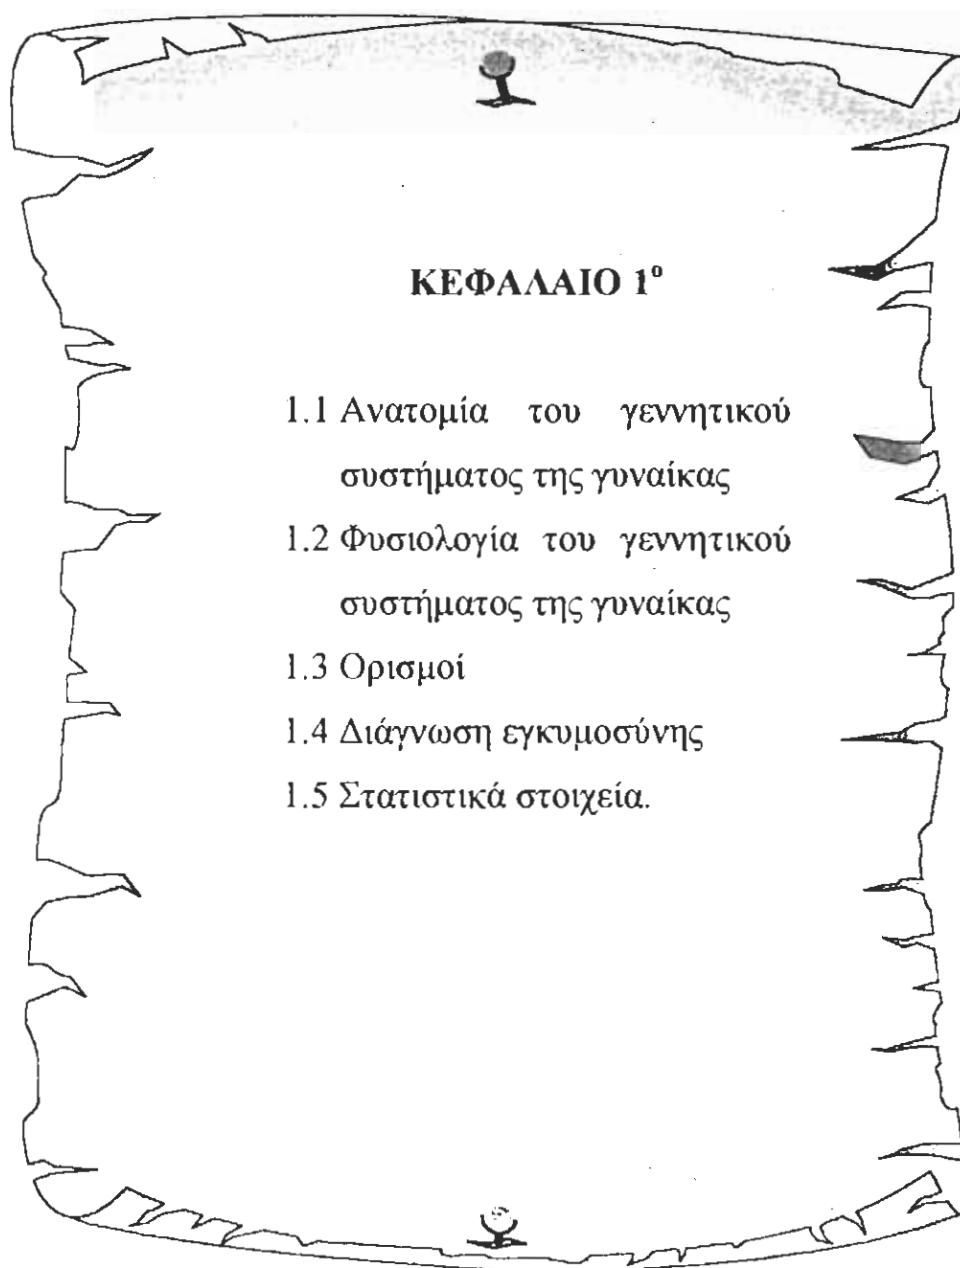 ΚΕΦΑΛΑΙΟ 1º
1.1 Ανατομία του γεννητικού
συστήματος της γυναίκας
1.2 Φυσιολογία του γεννητικού
συστήματος της γυναίκας
1.3 Ορισμοί
1.4 Διάγνωση εγκυμοσύνης
1.5 Στατιστικά στοιχεία.